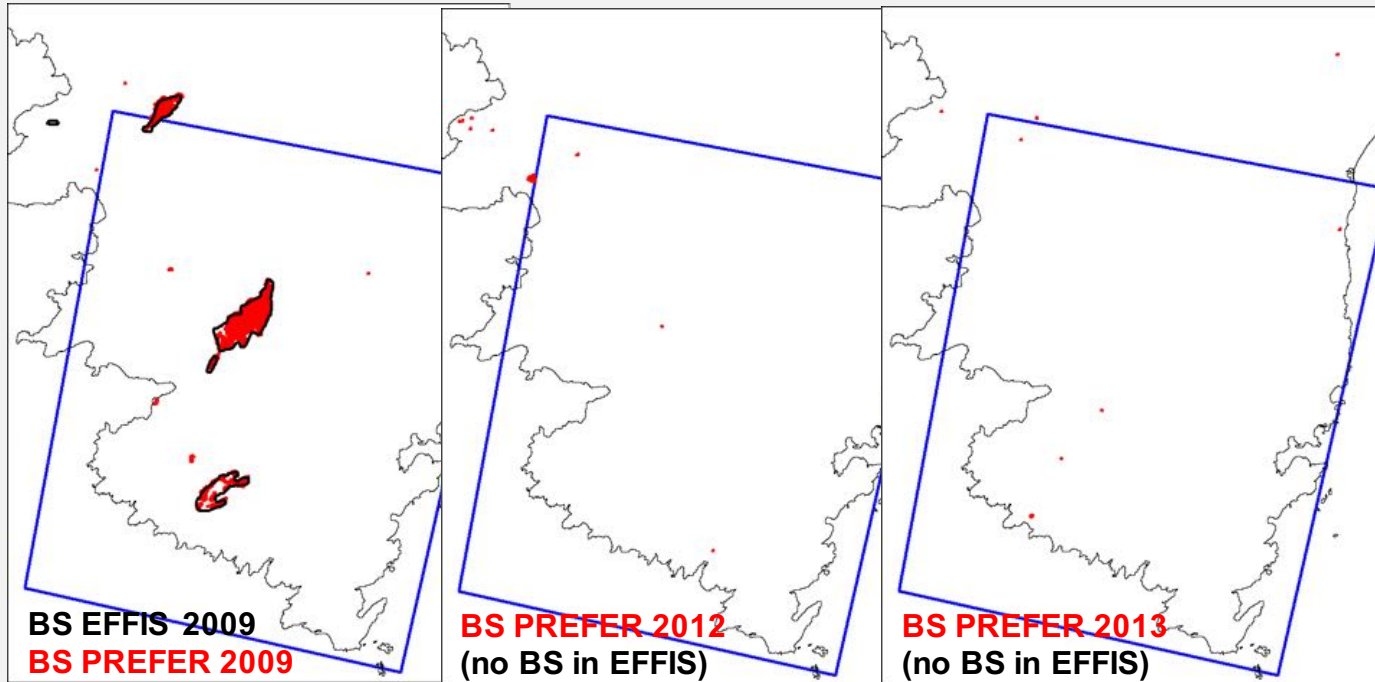 BS EFFIS 2009
BS PREFER 2009
BS PREFER 2012
(no BS in EFFIS)
BS PREFER 2013
(no BS in EFFIS)